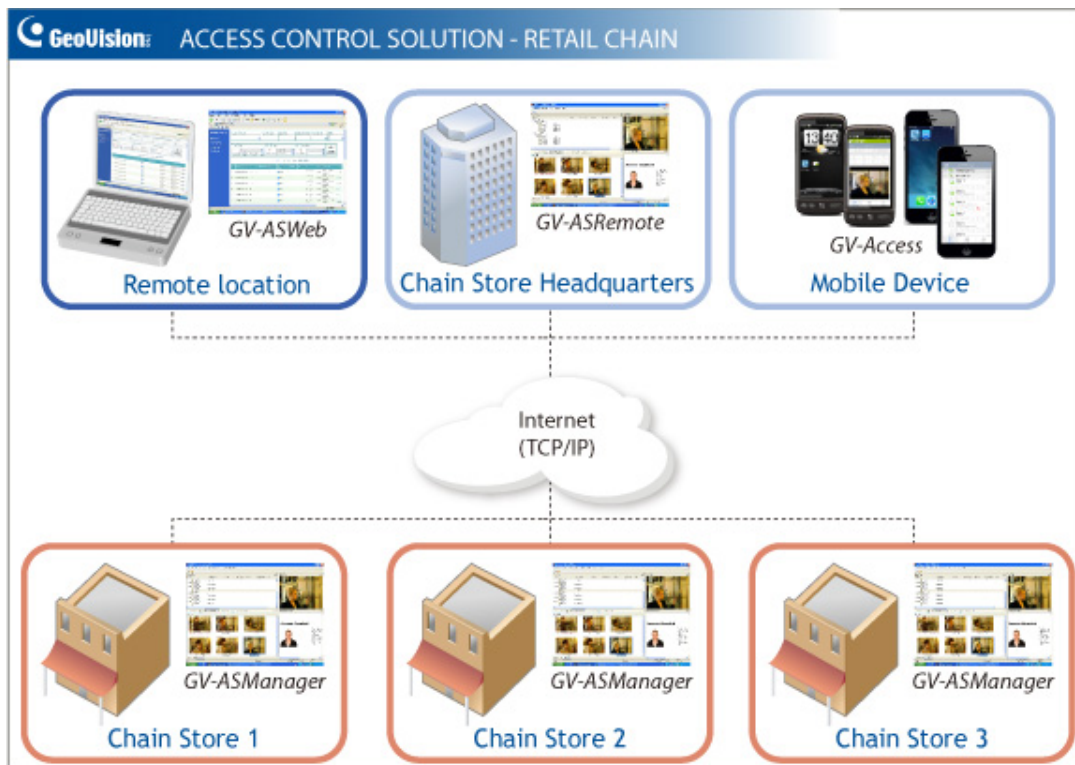 GeoVision Inc.
ACCESS CONTROL SOLUTION - RETAIL CHAIN
GV-ASWeb
Remote location
GV-ASRemote
Chain Store Headquarters
GV-Access
Mobile Device
Internet
(TCP/IP)
GV-ASManager
Chain Store 1
GV-ASManager
Chain Store 2
GV-ASManager
Chain Store 3